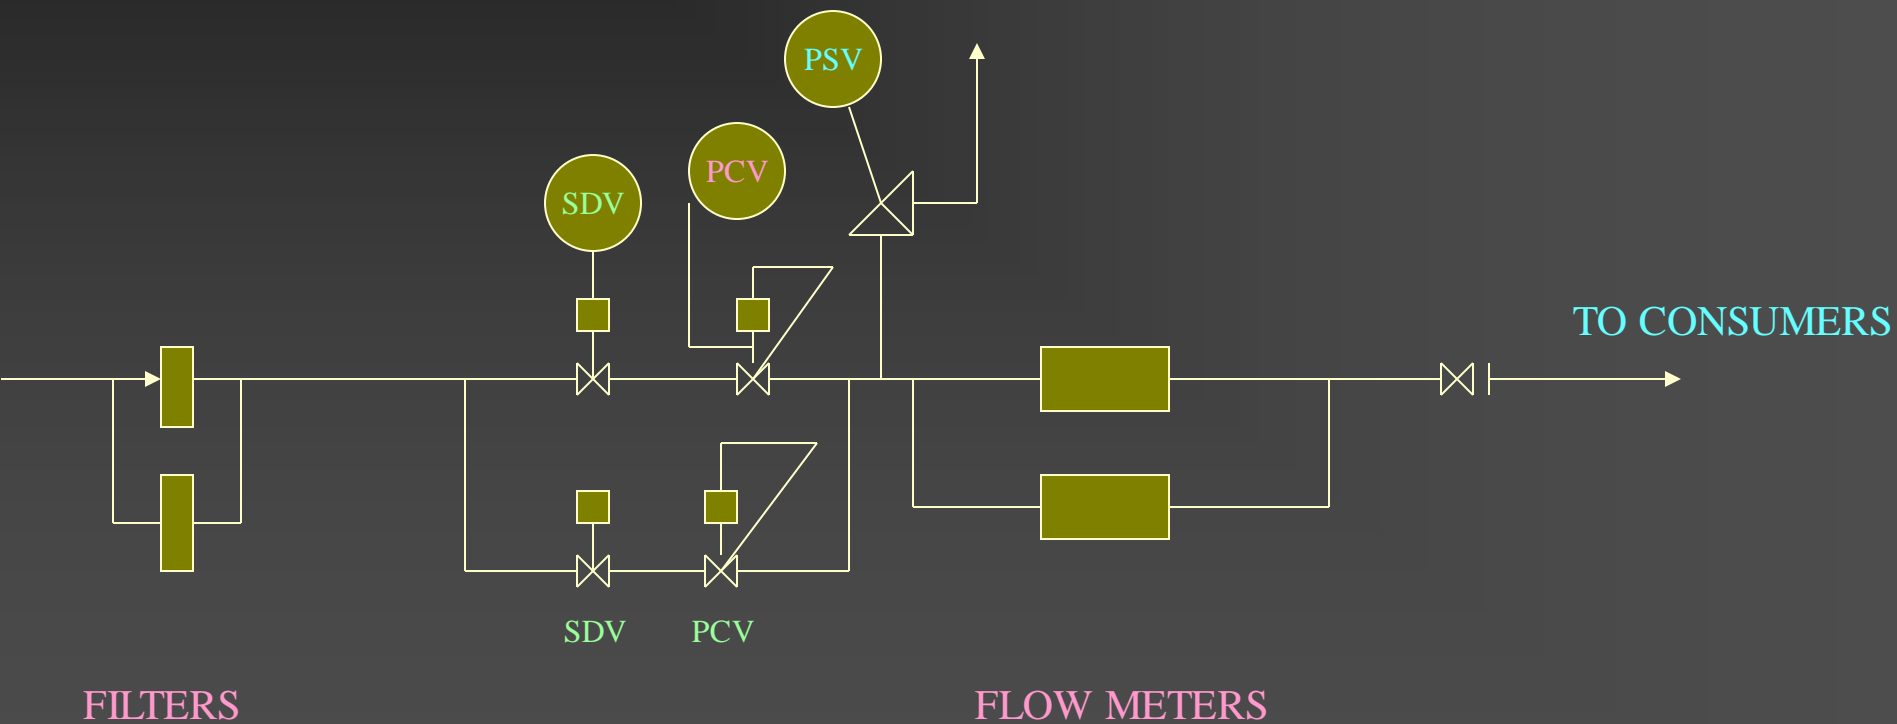 PSV
PCV
SDV
TO CONSUMERS
SDV
PCV
FILTERS
FLOW METERS